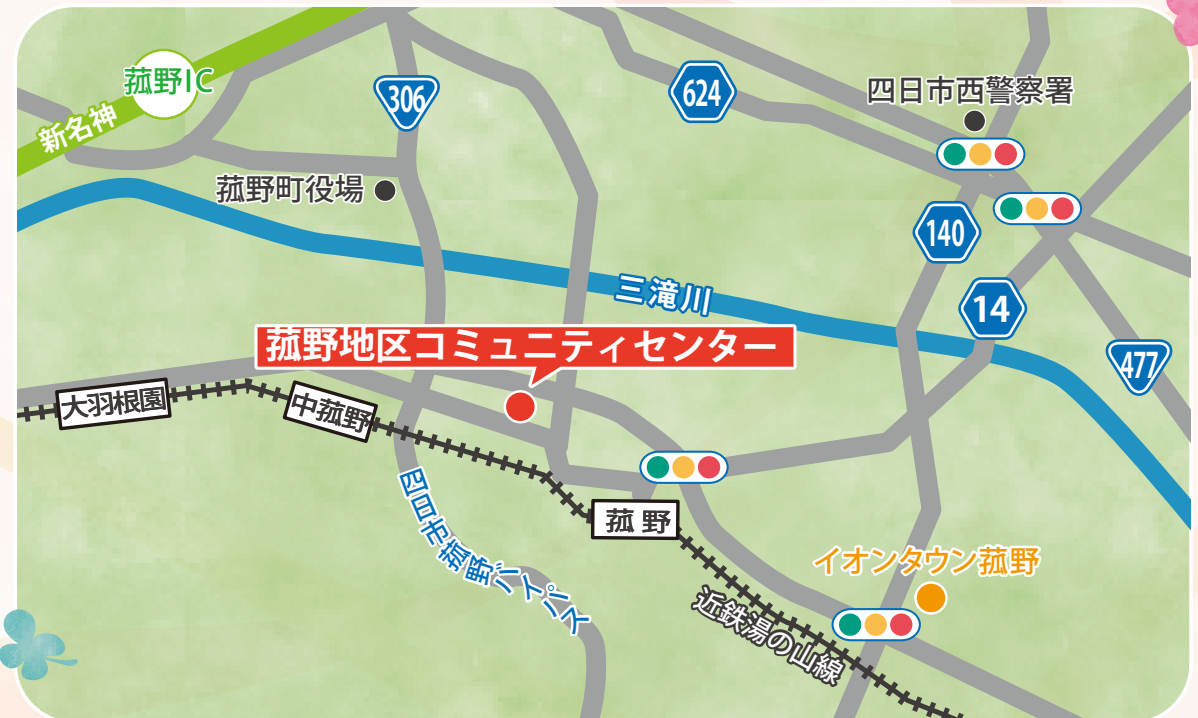 菰野IC
新名神
306
624
四日市西警察署
菰野町役場
140
三滝川
14
菰野地区コミュニティセンター
477
大羽根園
中菰野
四日市菰野バイパス
菰野
イオンタウン菰野
近鉄湯の山線